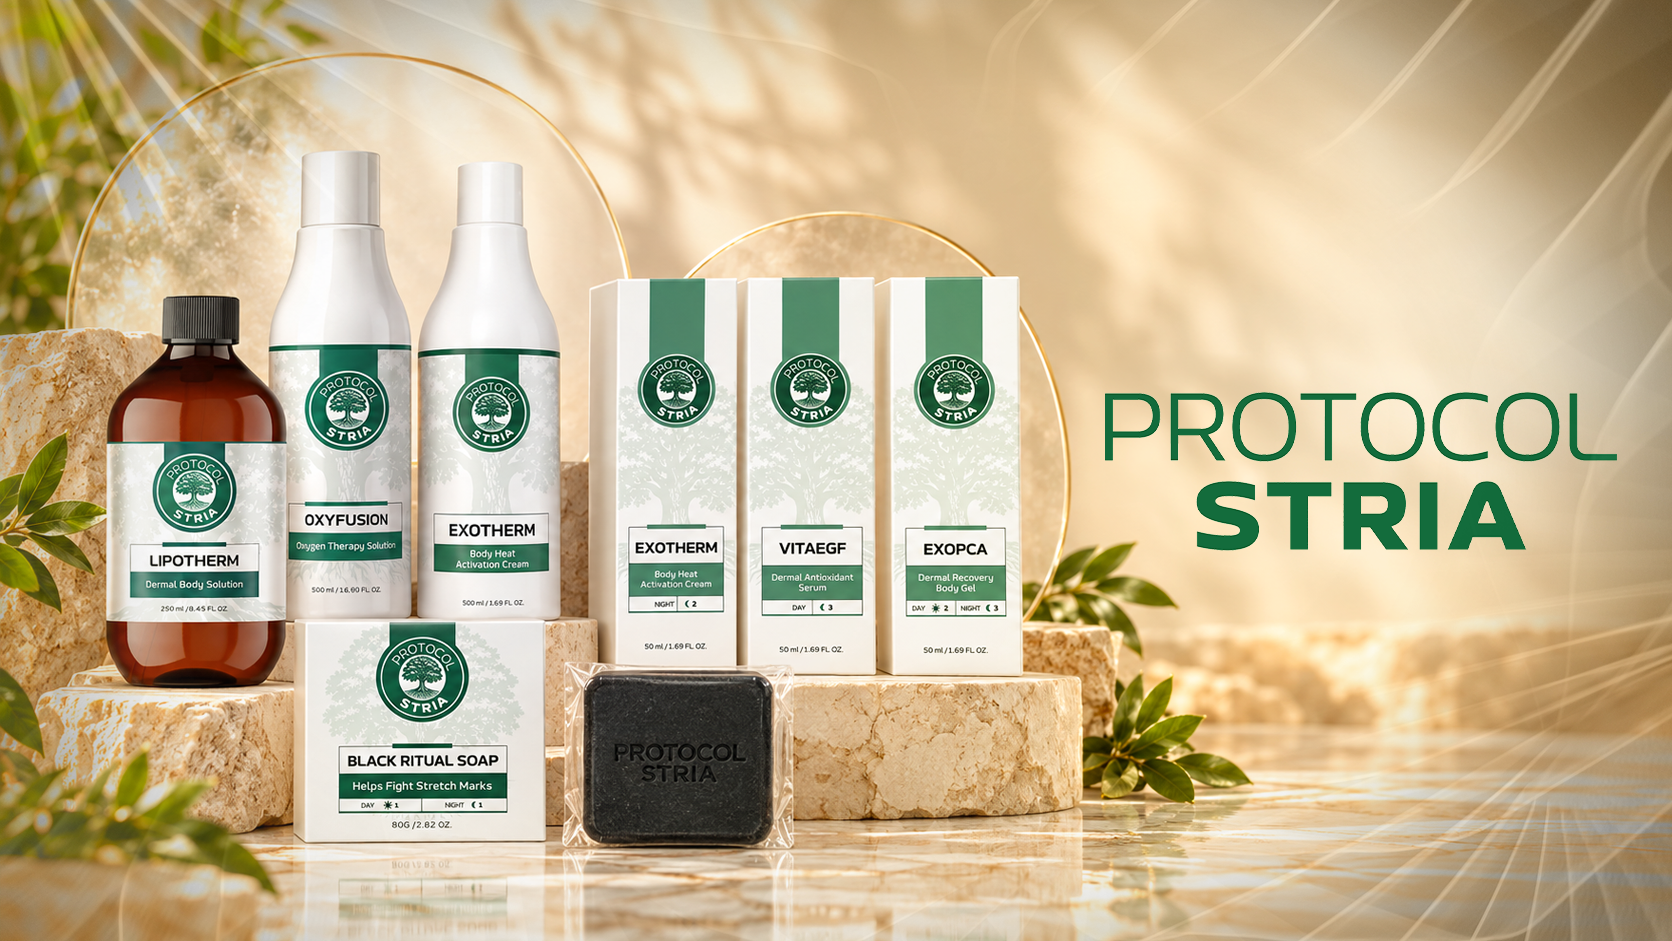 PROTOCOL
STRIA
PROTOCOL
STRIA
LIPOTHERM
Dermal Body Solution
250 ml /8.45 FL OZ.
PROTOCOL
STRIA
OXYFUSION
Oxygen Therapy Solution
500 ml / 16.90 FL OZ.
PROTOCOL
STRIA
EXOTHERM
Body Heat
Activation Cream
500 ml / 1.69 FL OZ.
PROTOCOL
STRIA
EXOTHERM
Body Heat
Activation Cream
NIGHT 2
50 ml / 1.69 FL OZ.
PROTOCOL
STRIA
VITAEGF
Dermal Antioxidant
Serum
DAY 3
50 ml / 1.69 FL OZ.
PROTOCOL
STRIA
EXOPCA
Dermal Recovery
Body Gel
DAY 2 NIGHT 3
50 ml / 1.69 FL OZ.
PROTOCOL
STRIA
BLACK RITUAL SOAP
Helps Fight Stretch Marks
DAY 1 NIGHT 1
80G /2.82 OZ.
PROTOCOL
STRIA